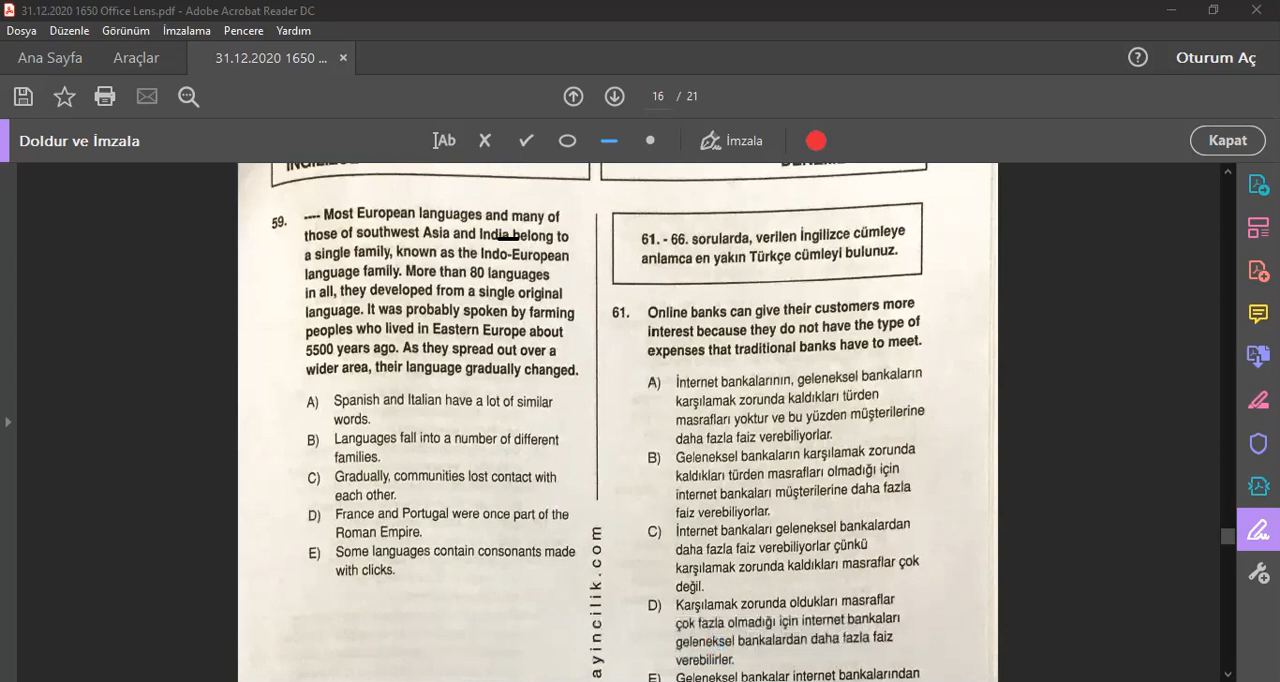 31.12.2020 1650 Office Lens.pdf - Adobe Acrobat Reader DC
Dosya Düzenle Görünüm İmzalama Pencere Yardım
Ana Sayfa Araçlar 31.12.2020 1650 ... × Oturum Aç
16 / 21
Doldur ve İmzala IAb İmzala Kapat
59. ---- Most European languages and many of
those of southwest Asia and India belong to
a single family, known as the Indo-European
language family. More than 80 languages
in all, they developed from a single original
language. It was probably spoken by farming
peoples who lived in Eastern Europe about
5500 years ago. As they spread out over a
wider area, their language gradually changed.
A) Spanish and Italian have a lot of similar
words.
B) Languages fall into a number of different
families.
C) Gradually, communities lost contact with
each other.
D) France and Portugal were once part of the
Roman Empire.
E) Some languages contain consonants made
with clicks.
ayincilik.com
61. - 66. sorularda, verilen İngilizce cümleye
anlamca en yakın Türkçe cümleyi bulunuz.
61. Online banks can give their customers more
interest because they do not have the type of
expenses that traditional banks have to meet.
A) İnternet bankalarının, geleneksel bankaların
karşılamak zorunda kaldıkları türden
masrafları yoktur ve bu yüzden müşterilerine
daha fazla faiz verebiliyorlar.
B) Geleneksel bankaların karşılamak zorunda
kaldıkları türden masrafları olmadığı için
internet bankaları müşterilerine daha fazla
faiz verebiliyorlar.
C) İnternet bankaları geleneksel bankalardan
daha fazla faiz verebiliyorlar çünkü
karşılamak zorunda kaldıkları masraflar çok
değil.
D) Karşılamak zorunda oldukları masraflar
çok fazla olmadığı için internet bankaları
geleneksel bankalardan daha fazla faiz
verebilirler.
E) Geleneksel bankalar internet bankalarından